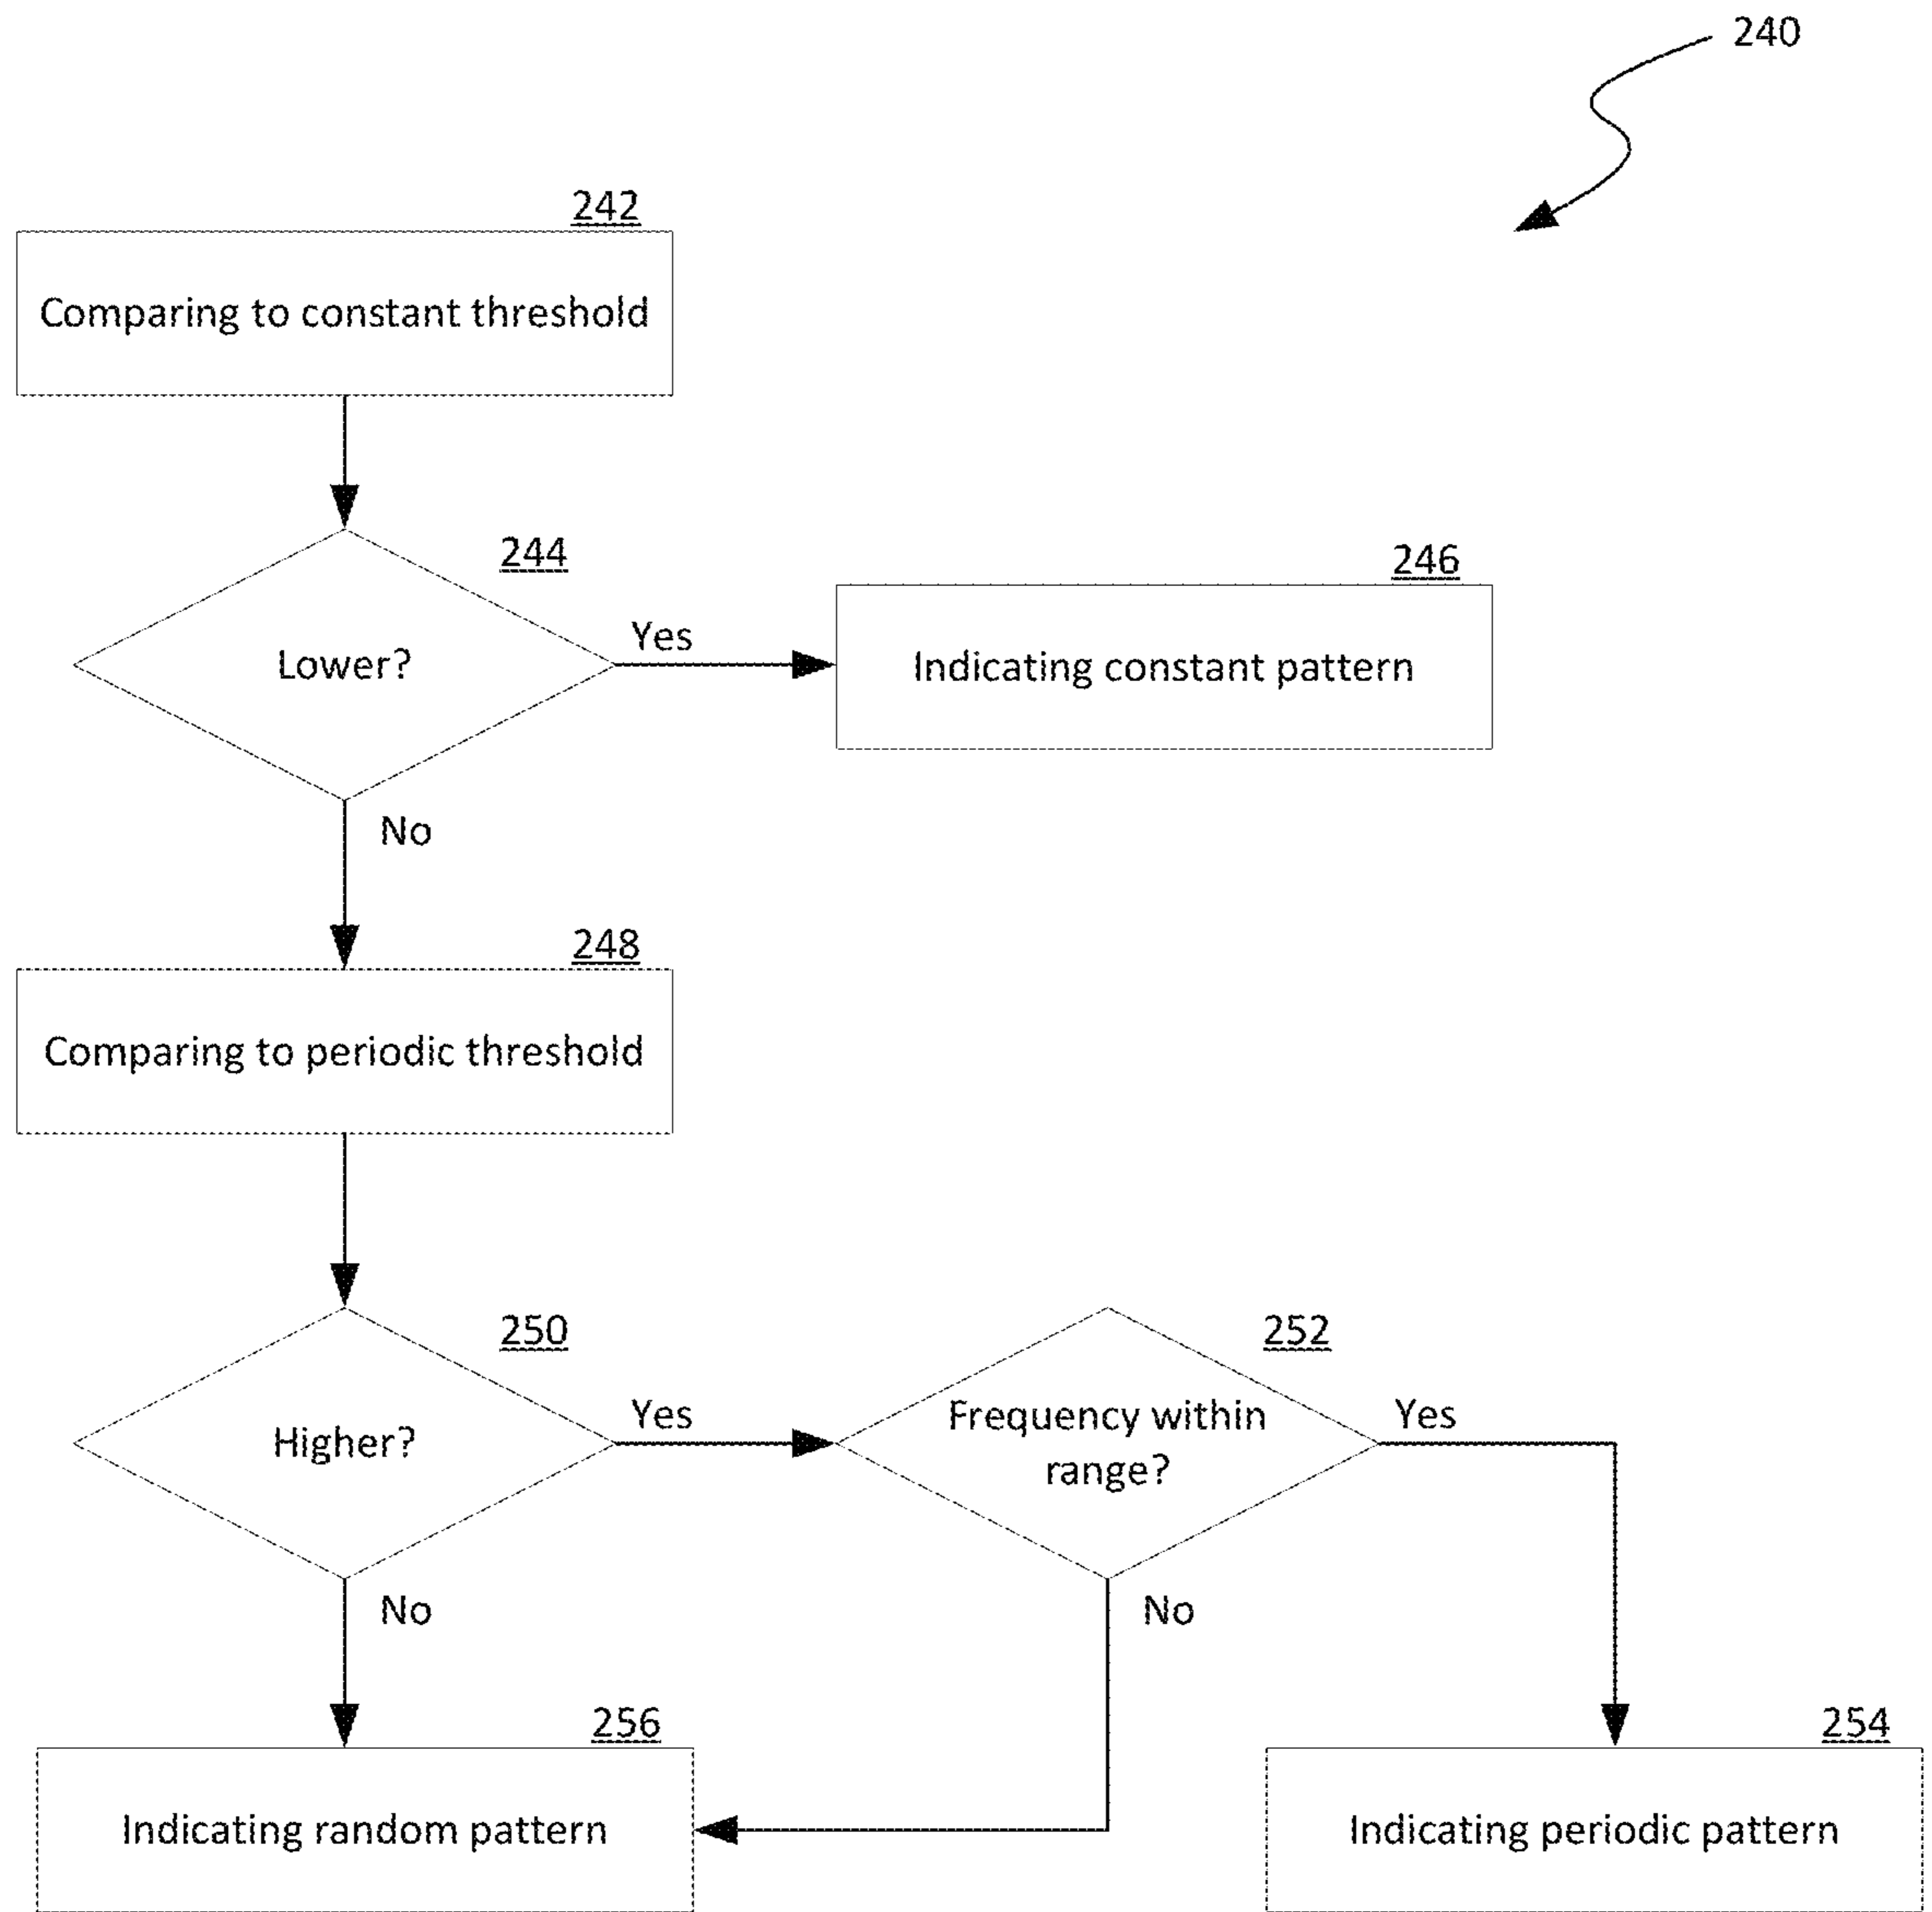 240
242
Comparing to constant threshold
244
Lower?
Yes
246
Indicating constant pattern
No
248
Comparing to periodic threshold
250
Higher?
Yes
252
Frequency within
range?
Yes
No
No
256
Indicating random pattern
254
Indicating periodic pattern